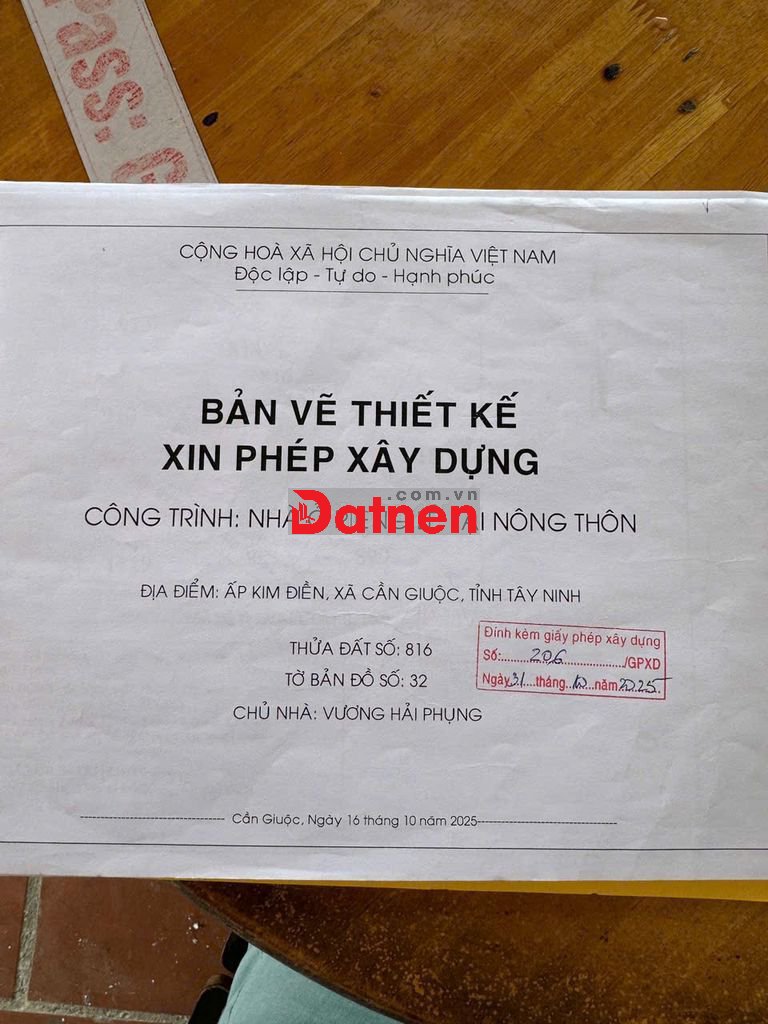 Pass:
CỘNG HOÀ XÃ HỘI CHỦ NGHĨA VIỆT NAM
Độc lập - Tự do - Hạnh phúc
BẢN VẼ THIẾT KẾ
XIN PHÉP XÂY DỰNG
.com.vn
Datnen
CÔNG TRÌNH: NHÀ NÔNG THÔN
ĐỊA ĐIỂM: ẤP KIM ĐIỀN, XÃ CẦN GIUỘC, TỈNH TÂY NINH
THỬA ĐẤT SỐ: 816
TỜ BẢN ĐỒ SỐ: 32
CHỦ NHÀ: VƯƠNG HẢI PHỤNG
Đính kèm giấy phép xây dựng
Số:.......206....................../GPXD
Ngày 31....tháng..10...năm 2025
Cần Giuộc, Ngày 16 tháng 10 năm 2025